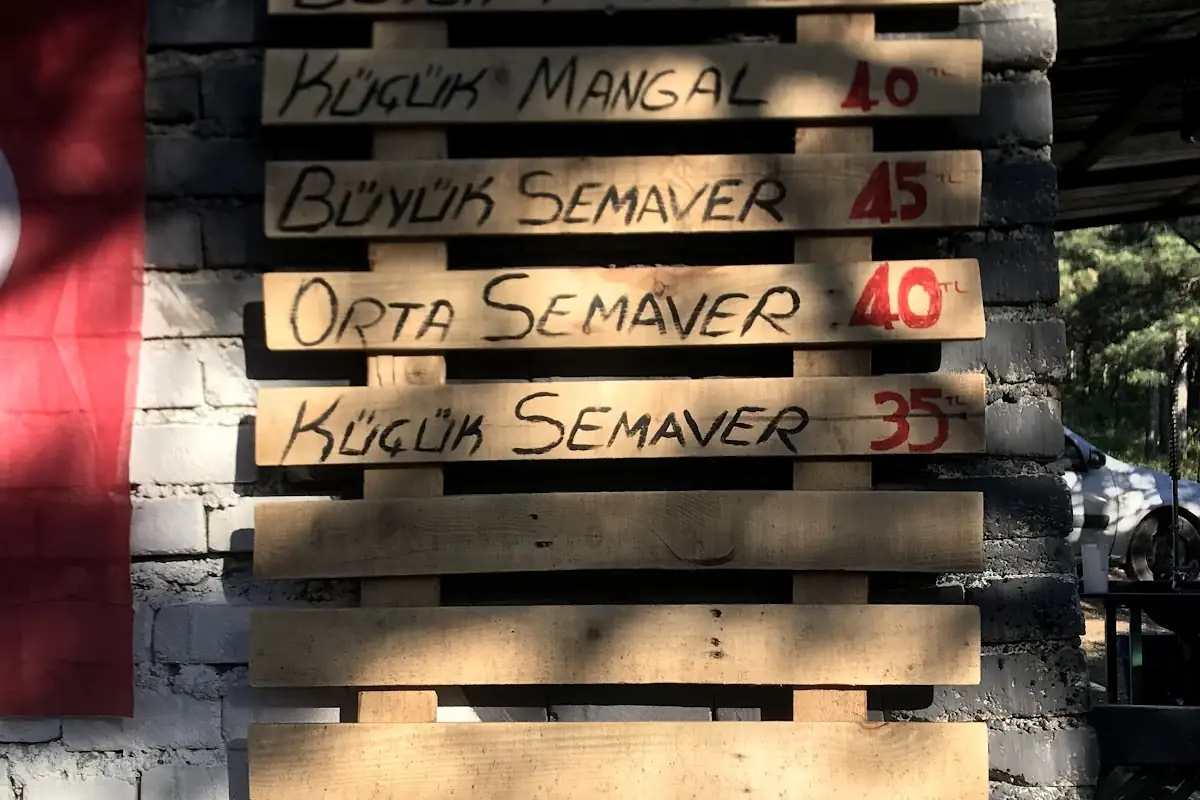 KÜÇÜK MANGAL 40 TL
BÜYÜK SEMAVER 45 TL
ORTA SEMAVER 40 TL
KÜÇÜK SEMAVER 35 TL